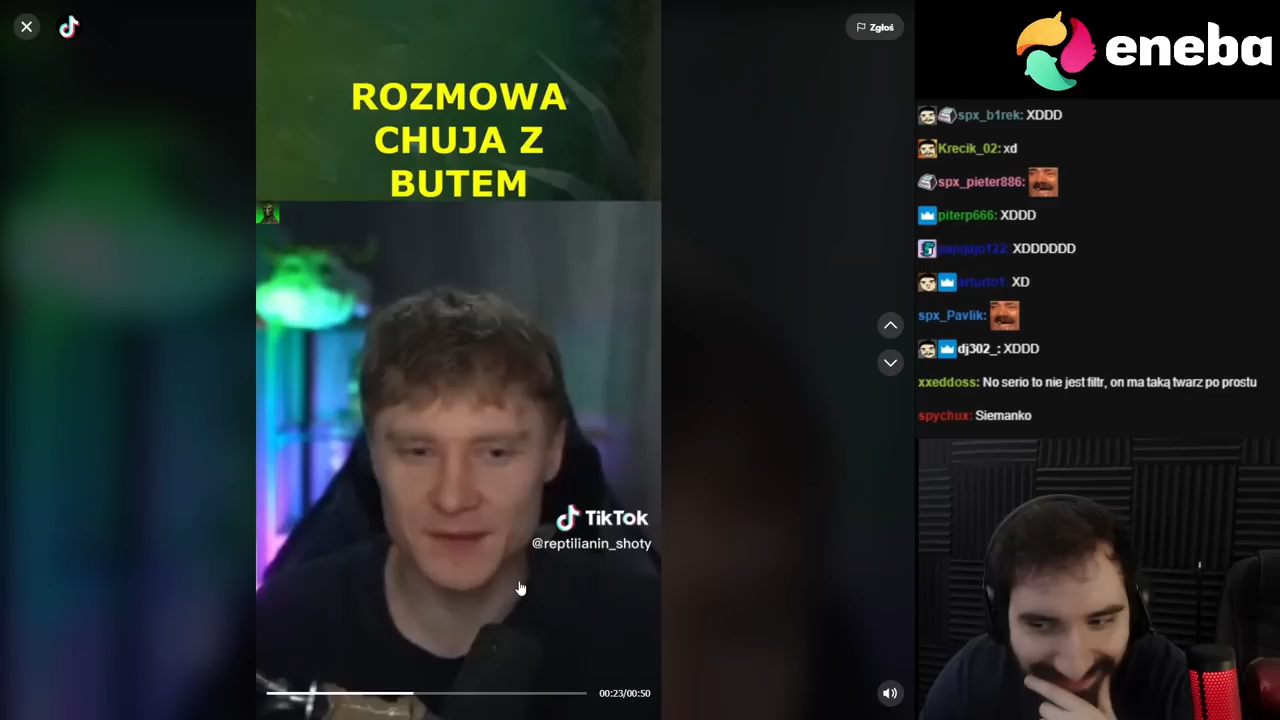 Zgłoś
ROZMOWA
CHUJA Z
BUTEM
TikTok
@reptilianin_shoty
00:23/00:50
eneba
spx_b1rek: XDDD
Krecik_02: xd
spx_pieter886:
piterp666: XDDD
pajojajo122: XDDDDDD
arturto1: XD
spx_Pavlik:
dj302_: XDDD
xxeddoss: No serio to nie jest filtr, on ma taką twarz po prostu
spychux: Siemanko